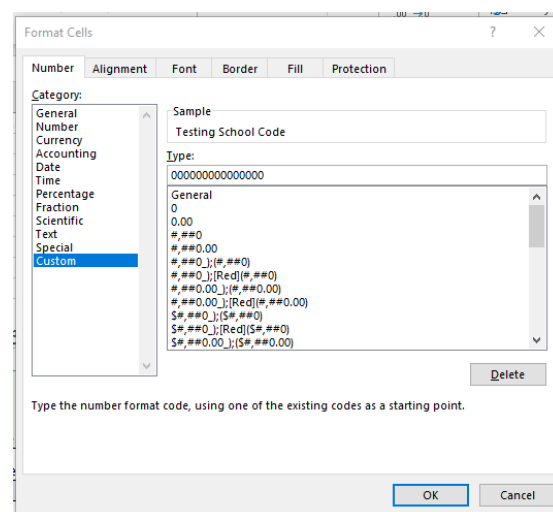 .00 →0
Format Cells ? ×
Number Alignment Font Border Fill Protection
Category:
General
Number
Currency
Accounting
Date
Time
Percentage
Fraction
Scientific
Text
Special
Custom
Sample
Testing School Code
Type:
000000000000000
General
0
0.00
#,##0
#,##0.00
#,##0_);(#,##0)
#,##0_);[Red](#,##0)
#,##0.00_);(#,##0.00)
#,##0.00_);[Red](#,##0.00)
$#,##0_);($#,##0)
$#,##0_);[Red]($#,##0)
$#,##0.00_);($#,##0.00)
Delete
Type the number format code, using one of the existing codes as a starting point.
OK Cancel